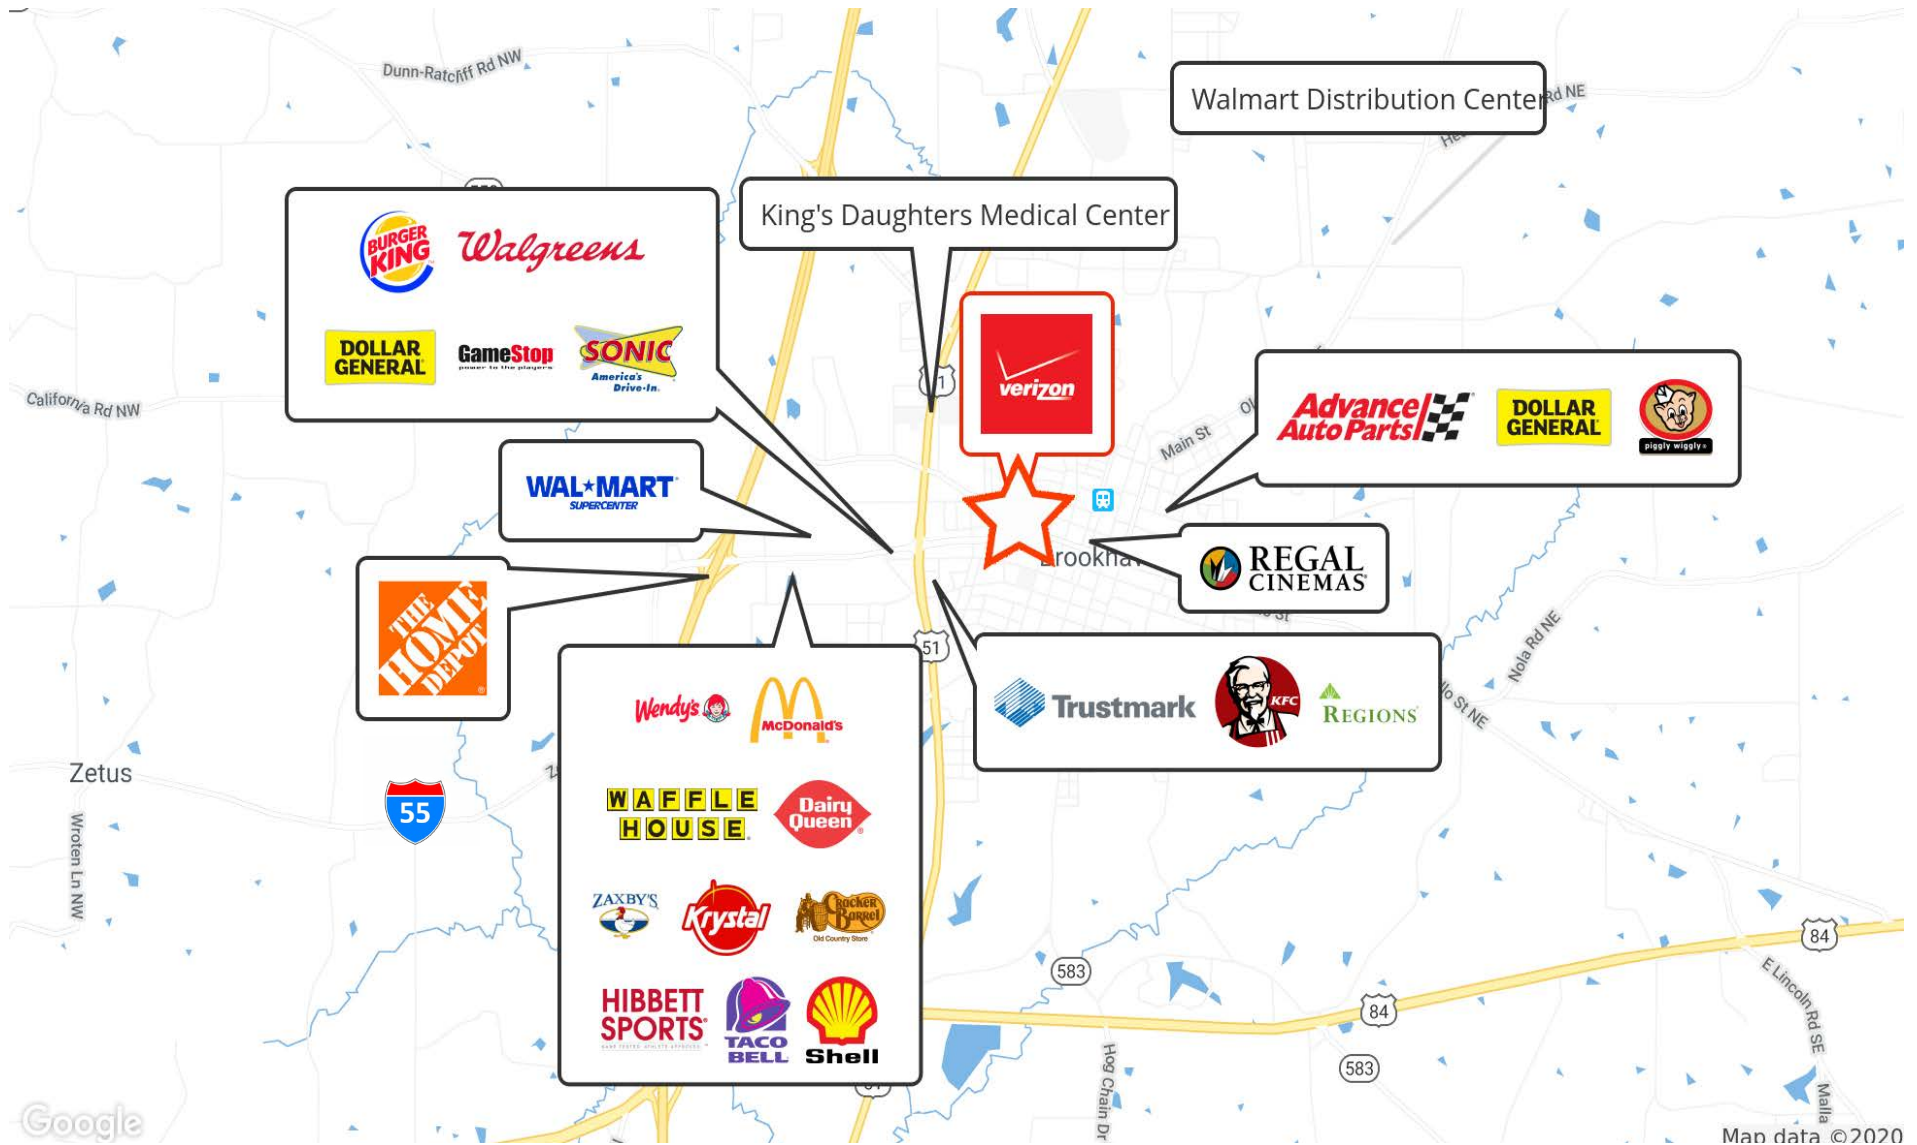 Dunn-Ratcliff Rd NW
Walmart Distribution Center
Rd NE
King's Daughters Medical Center
BURGER
KING
Walgreens
DOLLAR
GENERAL
GameStop
power to the players
SONIC
America's
Drive-In.
verizon
California Rd NW
Main St
Advance
Auto Parts
DOLLAR
GENERAL
piggly wiggly
WAL★MART
SUPERCENTER
REGAL
CINEMAS
THE
HOME
DEPOT
51
Trustmark
KFC
REGIONS
Nola Rd NE
Wendy's
McDonald's
WAFFLE
HOUSE
Dairy
Queen
Zetus
55
Wroten Ln NW
ZAXBY'S
Krystal
Cracker
Barrel
Old Country Store
HIBBETT
SPORTS
TACO
BELL
Shell
583
84
84
583
E Lincoln Rd SE
Hog Chain Dr
Malla
Google
Map data ©2020